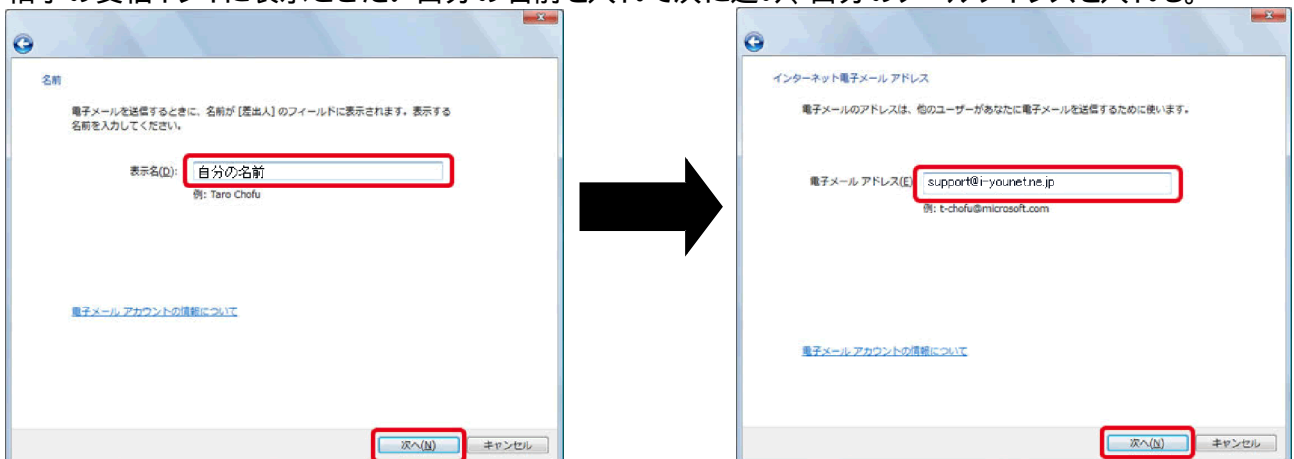 名前
電子メールを送信するときに、名前が [差出人] のフィールドに表示されます。表示する
名前を入力してください。
表示名(D):
自分の名前
例: Taro Chofu
電子メール アカウントの情報について
次へ(N)
キャンセル
インターネット電子メール アドレス
電子メールのアドレスは、他のユーザーがあなたに電子メールを送信するために使います。
電子メール アドレス(E)
support@i-younet.ne.jp
例: t-chofu@microsoft.com
電子メール アカウントの情報について
次へ(N)
キャンセル